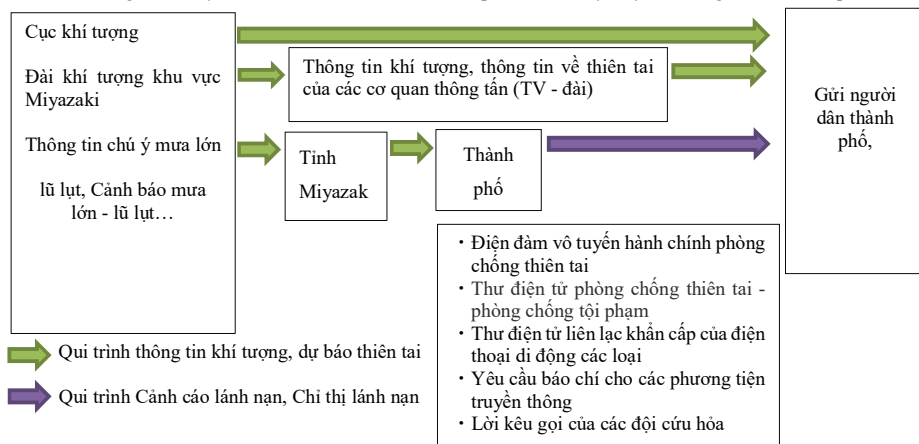 Cục khí tượng
Đài khí tượng khu vực
Miyazaki
Thông tin chú ý mưa lớn
lũ lụt, Cảnh báo mưa
lớn - lũ lụt…
Thông tin khí tượng, thông tin về thiên tai
của các cơ quan thông tấn (TV - đài)
Tỉnh
Miyazak
Thành
phố
Gửi người
dân thành
phố,
・Điện đàm vô tuyến hành chính phòng
chống thiên tai
・Thư điện tử phòng chống thiên tai -
phòng chống tội phạm
・Thư điện tử liên lạc khẩn cấp của điện
thoại di động các loại
・Yêu cầu báo chí cho các phương tiện
truyền thông
・Lời kêu gọi của các đội cứu hỏa
Qui trình thông tin khí tượng, dự báo thiên tai
Qui trình Cảnh cáo lánh nạn, Chỉ thị lánh nạn